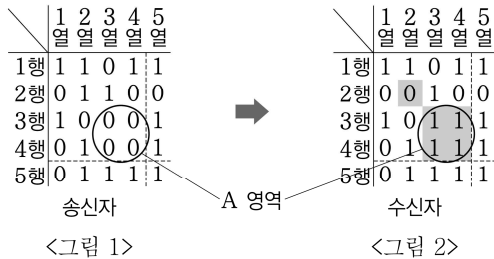 1열 2열 3열 4열 5열
1행 1 1 0 1 1
2행 0 1 1 0 0
3행 1 0 0 0 1
4행 0 1 0 0 1
5행 0 1 1 1 1
송신자
<그림 1>
A 영역
1열 2열 3열 4열 5열
1행 1 1 0 1 1
2행 0 0 1 0 0
3행 1 0 1 1 1
4행 0 1 1 1 1
5행 0 1 1 1 1
수신자
<그림 2>